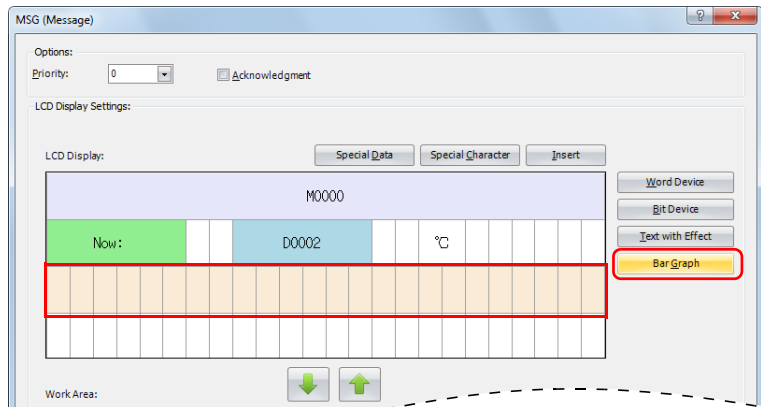 MSG (Message)
Options:
Priority: 0 Acknowledgment
LCD Display Settings:
LCD Display: Special Data Special Character Insert
M0000
Now: D0002 ℃
Word Device
Bit Device
Text with Effect
Bar Graph
Work Area: